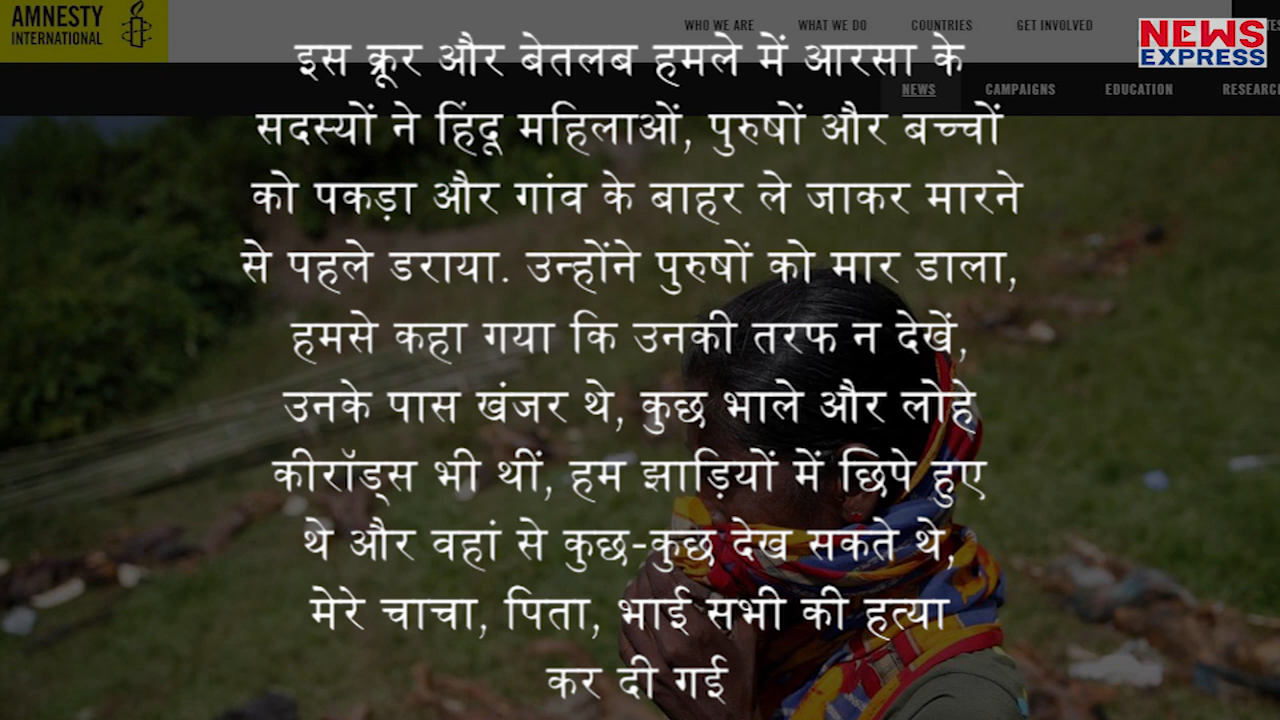 AMNESTY
INTERNATIONAL
WHO WE ARE WHAT WE DO COUNTRIES GET INVOLVED
NEWS
EXPRESS
NEWS CAMPAIGNS EDUCATION RESEARC
इस क्रूर और बेतलब हमले में आरसा के
सदस्यों ने हिंदू महिलाओं, पुरुषों और बच्चों
को पकड़ा और गांव के बाहर ले जाकर मारने
से पहले डराया. उन्होंने पुरुषों को मार डाला,
हमसे कहा गया कि उनकी तरफ न देखें,
उनके पास खंजर थे, कुछ भाले और लोहे
कीरॉड्स भी थीं, हम झाड़ियों में छिपे हुए
थे और वहां से कुछ-कुछ देख सकते थे,
मेरे चाचा, पिता, भाई सभी की हत्या
कर दी गई